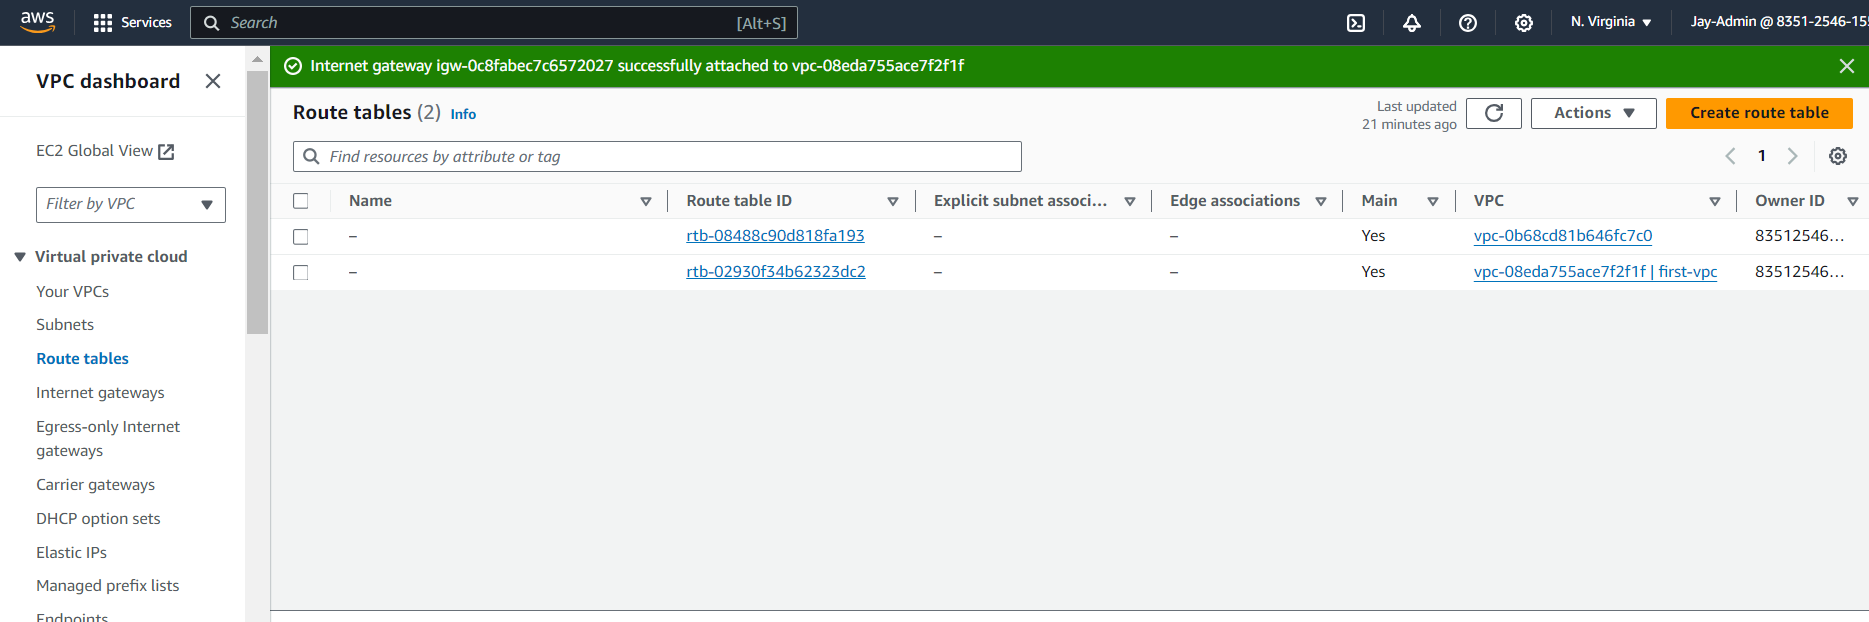 aws
Services
Search
[Alt+S]
N. Virginia
Jay-Admin @ 8351-2546-15
VPC dashboard
EC2 Global View
Filter by VPC
Virtual private cloud
Your VPCs
Subnets
Route tables
Internet gateways
Egress-only Internet
gateways
Carrier gateways
DHCP option sets
Elastic IPs
Managed prefix lists
Endpoints
Internet gateway igw-0c8fabec7c6572027 successfully attached to vpc-08eda755ace7f2f1f
Route tables (2) Info
Last updated
21 minutes ago
Actions
Create route table
Find resources by attribute or tag
1
Name Route table ID Explicit subnet associ... Edge associations Main VPC Owner ID
– rtb-08488c90d818fa193 – – Yes vpc-0b68cd81b646fc7c0 83512546...
– rtb-02930f34b62323dc2 – – Yes vpc-08eda755ace7f2f1f | first-vpc 83512546...